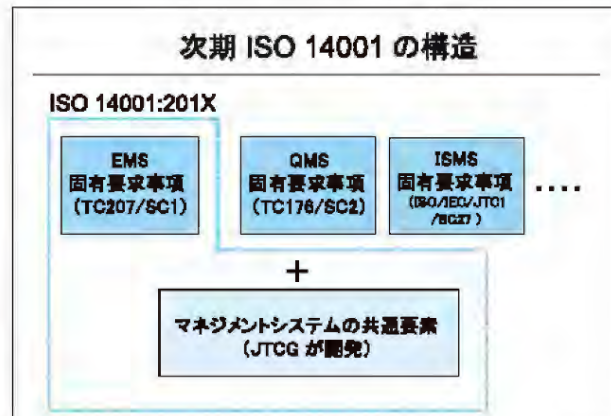 次期 ISO 14001 の構造
ISO 14001:201X
EMS
固有要求事項
(TC207/SC1)
QMS
固有要求事項
(TC176/SC2)
ISMS
固有要求事項
(ISO/IEC/JTC1
/SC27 )
・・・・
+
マネジメントシステムの共通要素
(JTCG が開発)